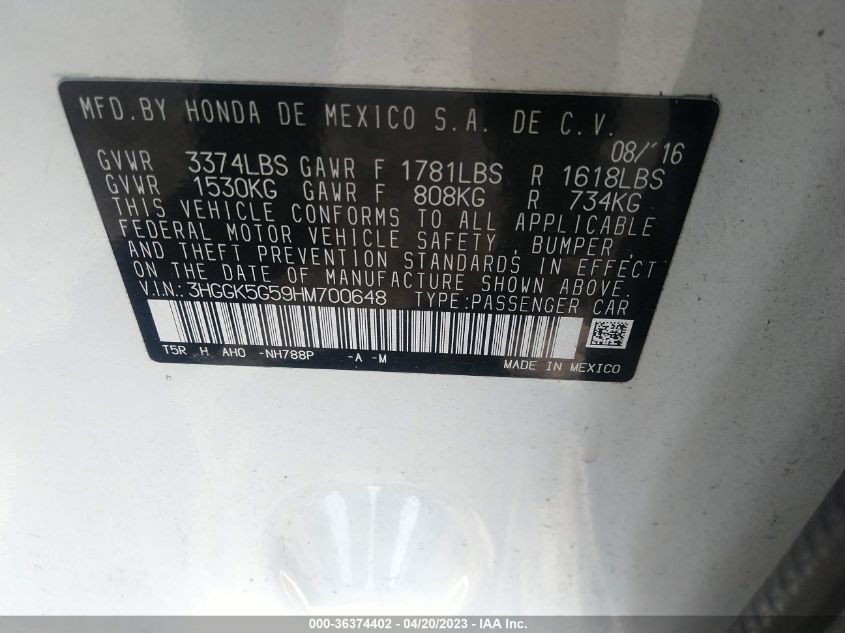 MFD. BY HONDA DE MEXICO S.A. DE C.V.
08/'16
GVWR 3374LBS GAWR F 1781LBS R 1618LBS
GVWR 1530KG GAWR F 808KG R 734KG
THIS VEHICLE CONFORMS TO ALL APPLICABLE
FEDERAL MOTOR VEHICLE SAFETY, BUMPER,
AND THEFT PREVENTION STANDARDS IN EFFECT
ON THE DATE OF MANUFACTURE SHOWN ABOVE.
V.I.N.: 3HGGK5G59HM700648 TYPE: PASSENGER CAR
T5R H AHO -NH788P -A -M
MADE IN MEXICO
000-36374402 - 04/20/2023 - IAA Inc.